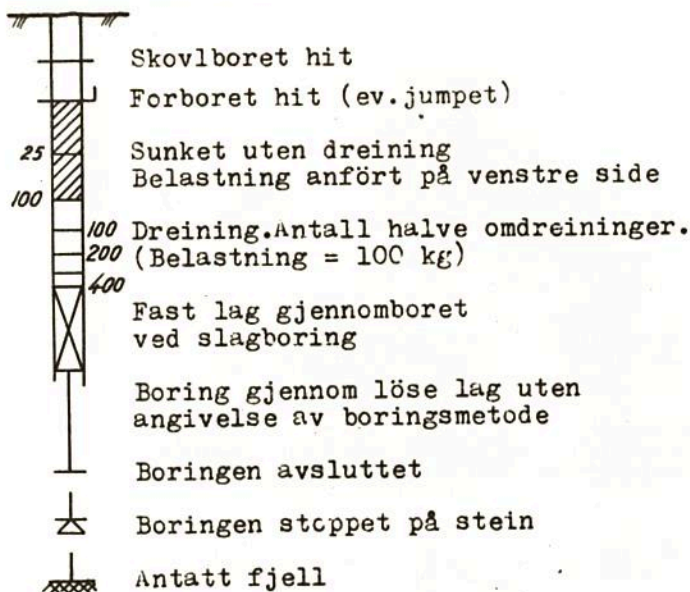 Skovlboret hit
Forboret hit (ev.jumpet)
25 Sunket uten dreining
Belastning anfört på venstre side
100
100 Dreining.Antall halve omdreininger.
200 (Belastning = 100 kg)
400
Fast lag gjennomboret
ved slagboring
Boring gjennom löse lag uten
angivelse av boringsmetode
Boringen avsluttet
Boringen stoppet på stein
Antatt fjell